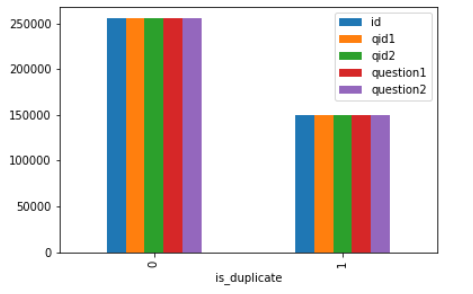 250000
200000
150000
100000
50000
0
id
qid1
qid2
question1
question2
0
1
is_duplicate